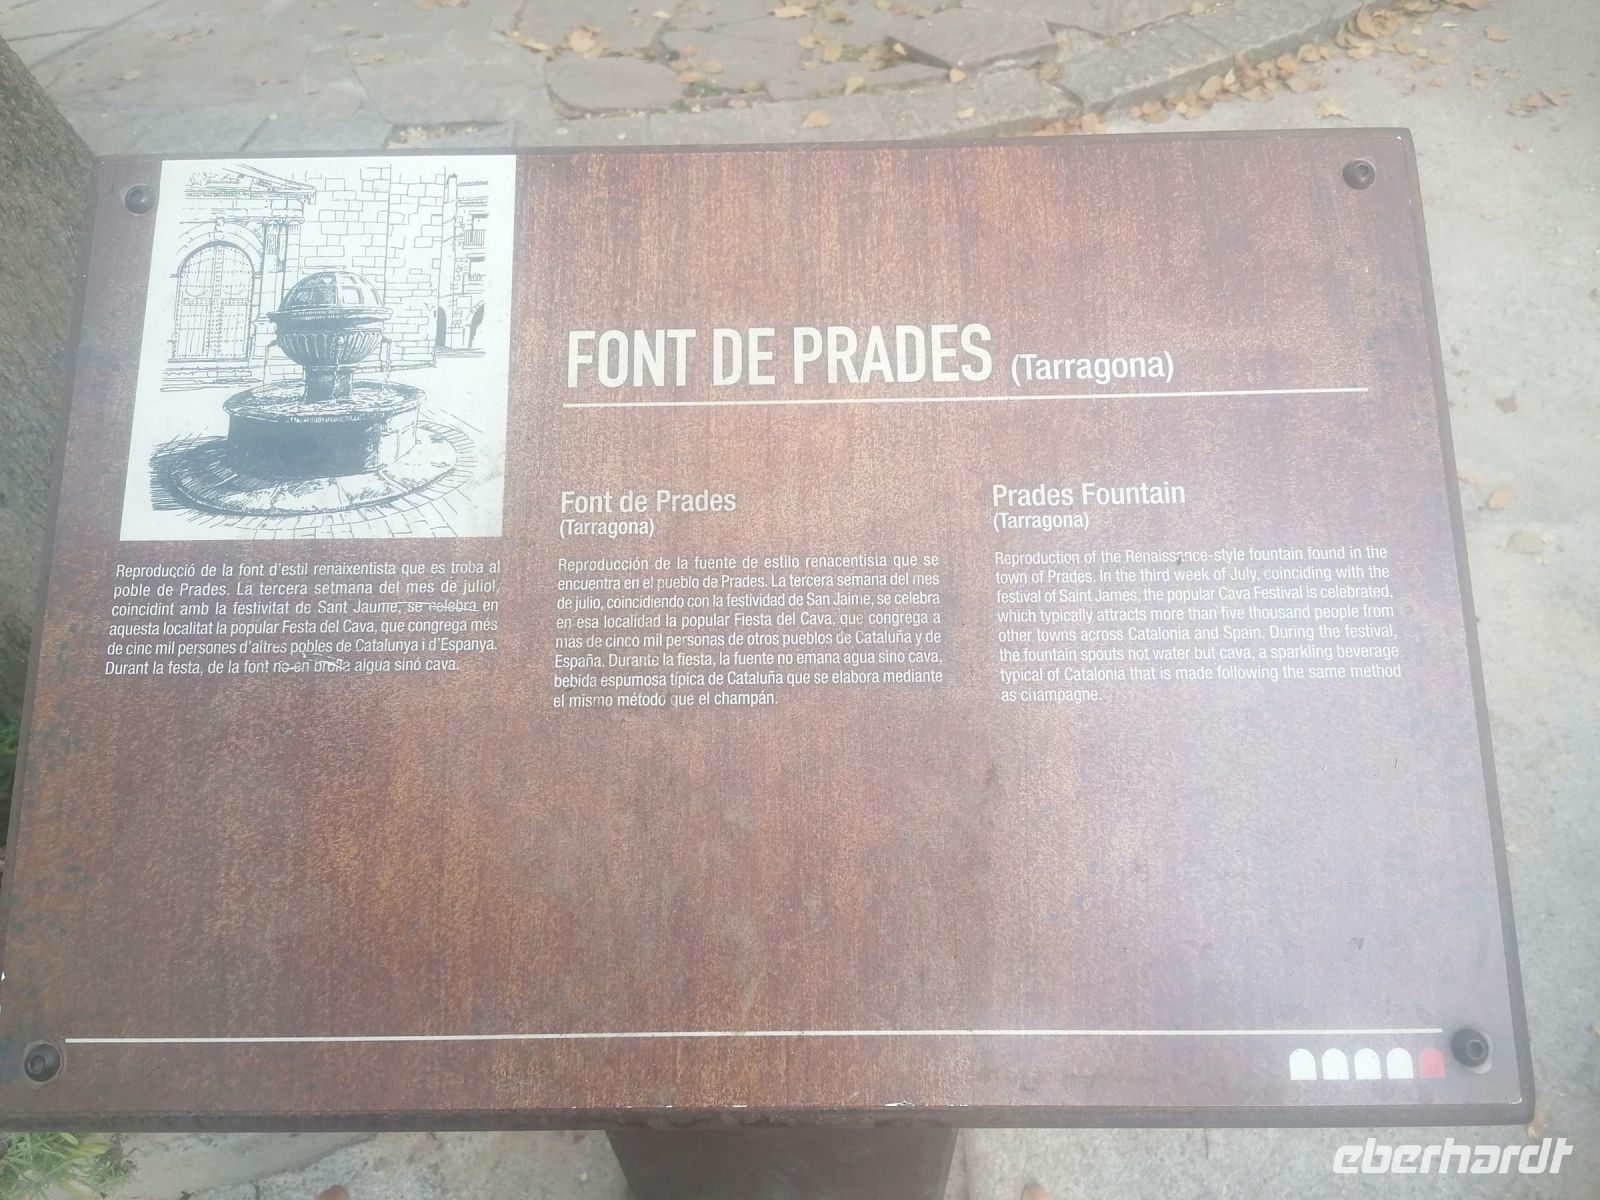 FONT DE PRADES (Tarragona)
Reproducció de la font d'estil renaixentista que es troba al
poble de Prades. La tercera setmana del mes de juliol,
coincidint amb la festivitat de Sant Jaume, se celebra en
aquesta localitat la popular Festa del Cava, que congrega més
de cinc mil persones d'altres pobles de Catalunya i d'Espanya.
Durant la festa, de la font no en brolla aigua sinó cava.
Font de Prades
(Tarragona)
Reproducción de la fuente de estilo renacentista que se
encuentra en el pueblo de Prades. La tercera semana del mes
de julio, coincidiendo con la festividad de San Jaime, se celebra
en esa localidad la popular Fiesta del Cava, que congrega a
más de cinco mil personas de otros pueblos de Cataluña y de
España. Durante la fiesta, la fuente no emana agua sino cava,
bebida espumosa típica de Cataluña que se elabora mediante
el mismo método que el champán.
Prades Fountain
(Tarragona)
Reproduction of the Renaissance-style fountain found in the
town of Prades. In the third week of July, coinciding with the
festival of Saint James, the popular Cava Festival is celebrated,
which typically attracts more than five thousand people from
other towns across Catalonia and Spain. During the festival,
the fountain spouts not water but cava, a sparkling beverage
typical of Catalonia that is made following the same method
as champagne.
eberhardt